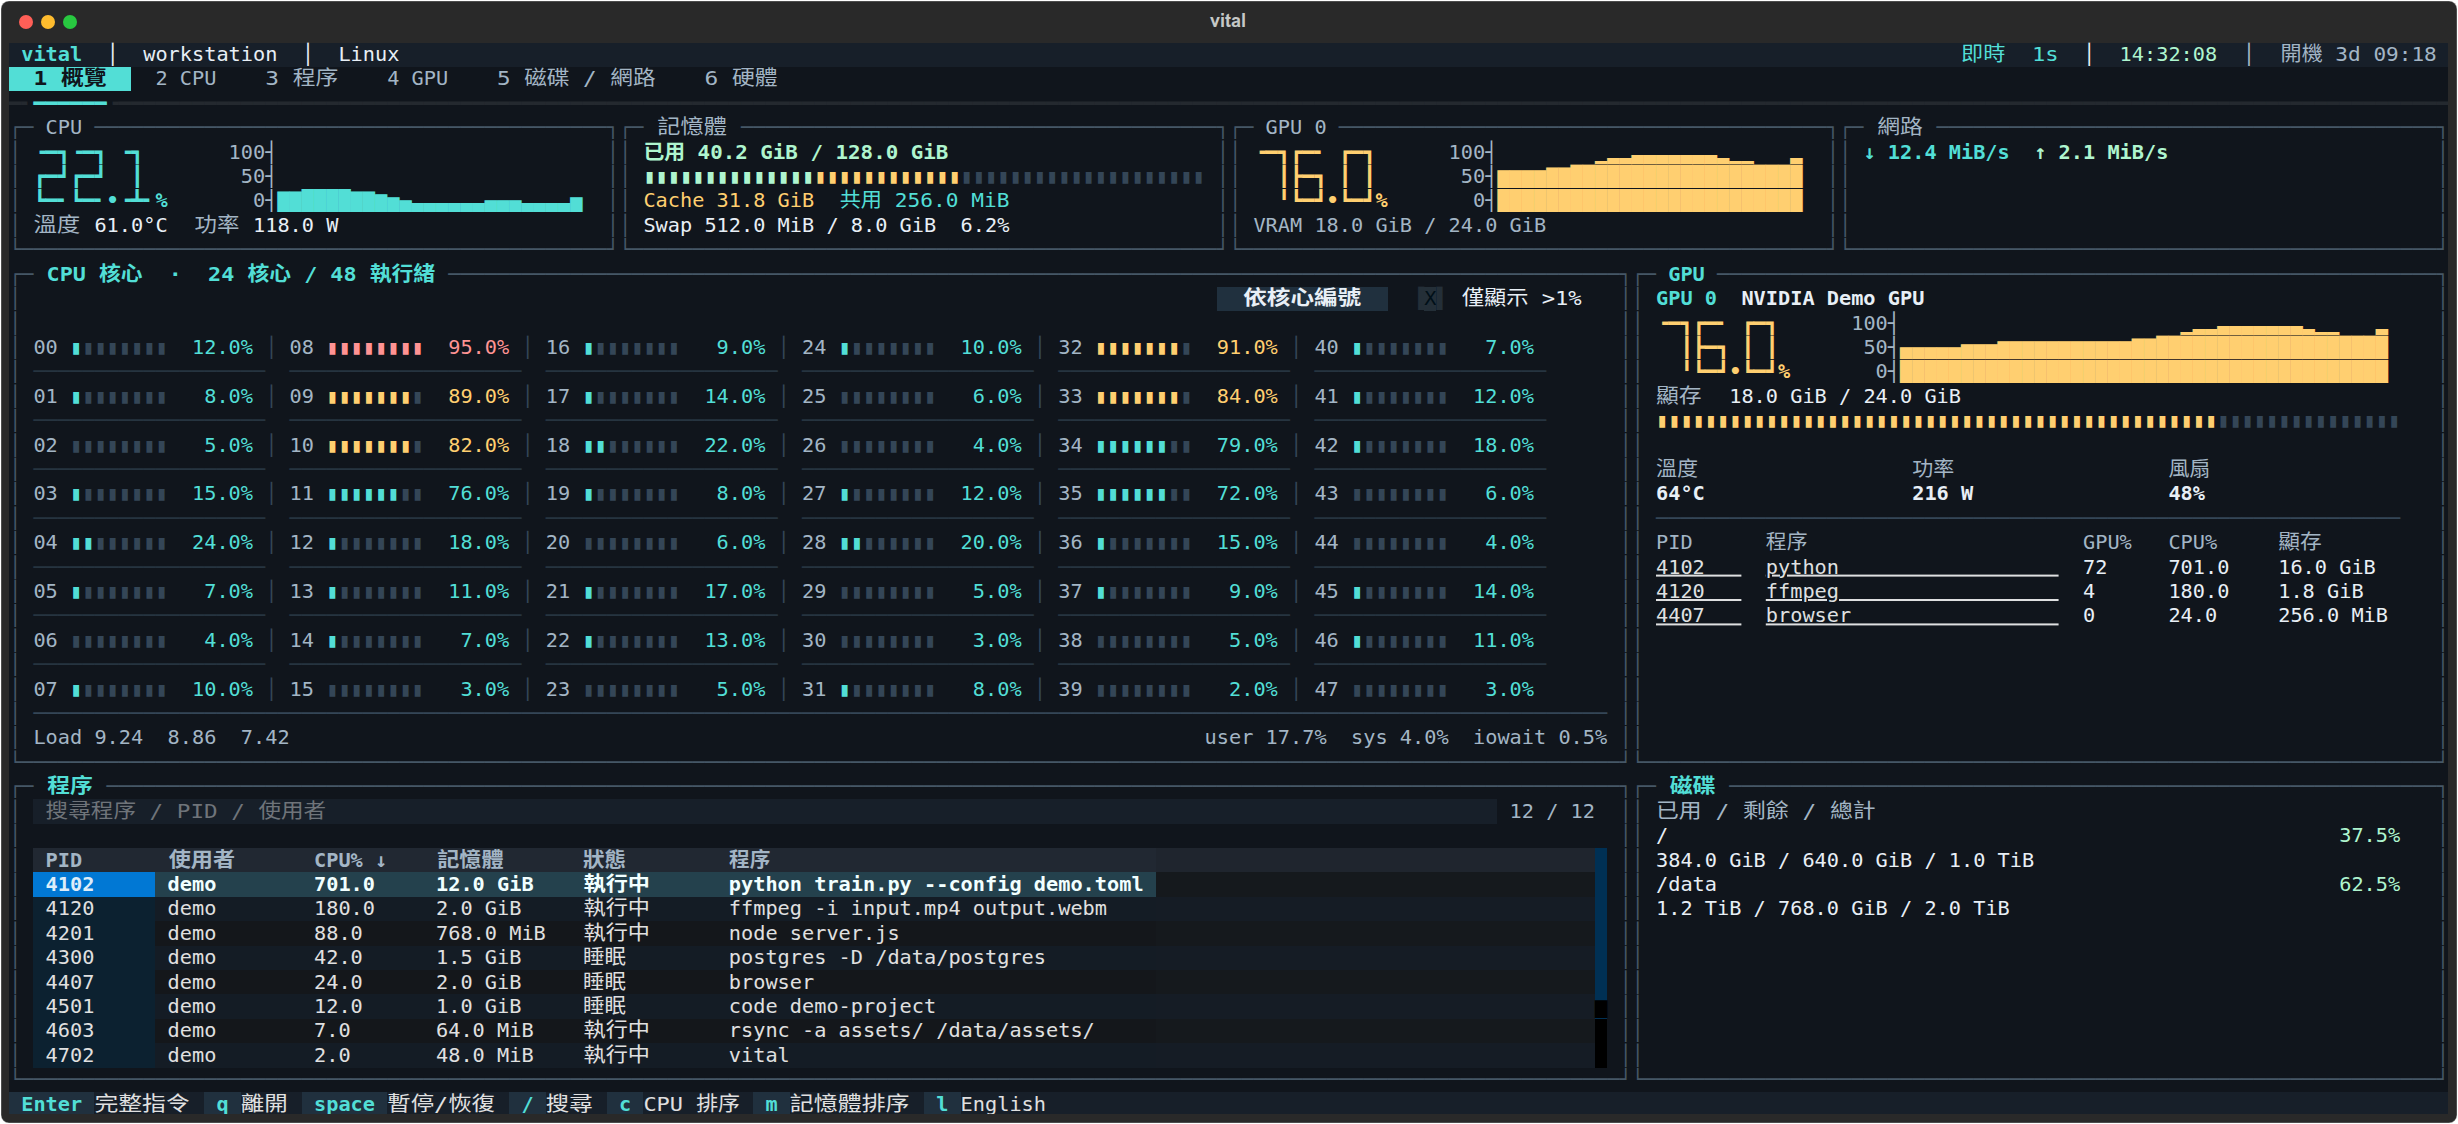 vital
vital │ workstation │ Linux 即時 1s │ 14:32:08 │ 開機 3d 09:18
1 概覽 2 CPU 3 程序 4 GPU 5 磁碟 / 網路 6 硬體
CPU
22.1%
100
50
0
溫度 61.0°C 功率 118.0 W
記憶體
已用 40.2 GiB / 128.0 GiB
Cache 31.8 GiB 共用 256.0 MiB
Swap 512.0 MiB / 8.0 GiB 6.2%
GPU 0
75.0%
100
50
0
VRAM 18.0 GiB / 24.0 GiB
網路
↓ 12.4 MiB/s ↑ 2.1 MiB/s
CPU 核心 · 24 核心 / 48 執行緒
依核心編號 X 僅顯示 >1%
00 12.0% │ 08 95.0% │ 16 9.0% │ 24 10.0% │ 32 91.0% │ 40 7.0%
01 8.0% │ 09 89.0% │ 17 14.0% │ 25 6.0% │ 33 84.0% │ 41 12.0%
02 5.0% │ 10 82.0% │ 18 22.0% │ 26 4.0% │ 34 79.0% │ 42 18.0%
03 15.0% │ 11 76.0% │ 19 8.0% │ 27 12.0% │ 35 72.0% │ 43 6.0%
04 24.0% │ 12 18.0% │ 20 6.0% │ 28 20.0% │ 36 15.0% │ 44 4.0%
05 7.0% │ 13 11.0% │ 21 17.0% │ 29 5.0% │ 37 9.0% │ 45 14.0%
06 4.0% │ 14 7.0% │ 22 13.0% │ 30 3.0% │ 38 5.0% │ 46 11.0%
07 10.0% │ 15 3.0% │ 23 5.0% │ 31 8.0% │ 39 2.0% │ 47 3.0%
Load 9.24 8.86 7.42 user 17.7% sys 4.0% iowait 0.5%
GPU
GPU 0 NVIDIA Demo GPU
75.0%
100
50
0
顯存 18.0 GiB / 24.0 GiB
溫度 功率 風扇
64°C 216 W 48%
PID 程序 GPU% CPU% 顯存
4102 python 72 701.0 16.0 GiB
4120 ffmpeg 4 180.0 1.8 GiB
4407 browser 0 24.0 256.0 MiB
程序
搜尋程序 / PID / 使用者 12 / 12
PID 使用者 CPU% ↓ 記憶體 狀態 程序
4102 demo 701.0 12.0 GiB 執行中 python train.py --config demo.toml
4120 demo 180.0 2.0 GiB 執行中 ffmpeg -i input.mp4 output.webm
4201 demo 88.0 768.0 MiB 執行中 node server.js
4300 demo 42.0 1.5 GiB 睡眠 postgres -D /data/postgres
4407 demo 24.0 2.0 GiB 睡眠 browser
4501 demo 12.0 1.0 GiB 睡眠 code demo-project
4603 demo 7.0 64.0 MiB 執行中 rsync -a assets/ /data/assets/
4702 demo 2.0 48.0 MiB 執行中 vital
磁碟
已用 / 剩餘 / 總計
/ 37.5%
384.0 GiB / 640.0 GiB / 1.0 TiB
/data 62.5%
1.2 TiB / 768.0 GiB / 2.0 TiB
Enter 完整指令 q 離開 space 暫停/恢復 / 搜尋 c CPU 排序 m 記憶體排序 l English